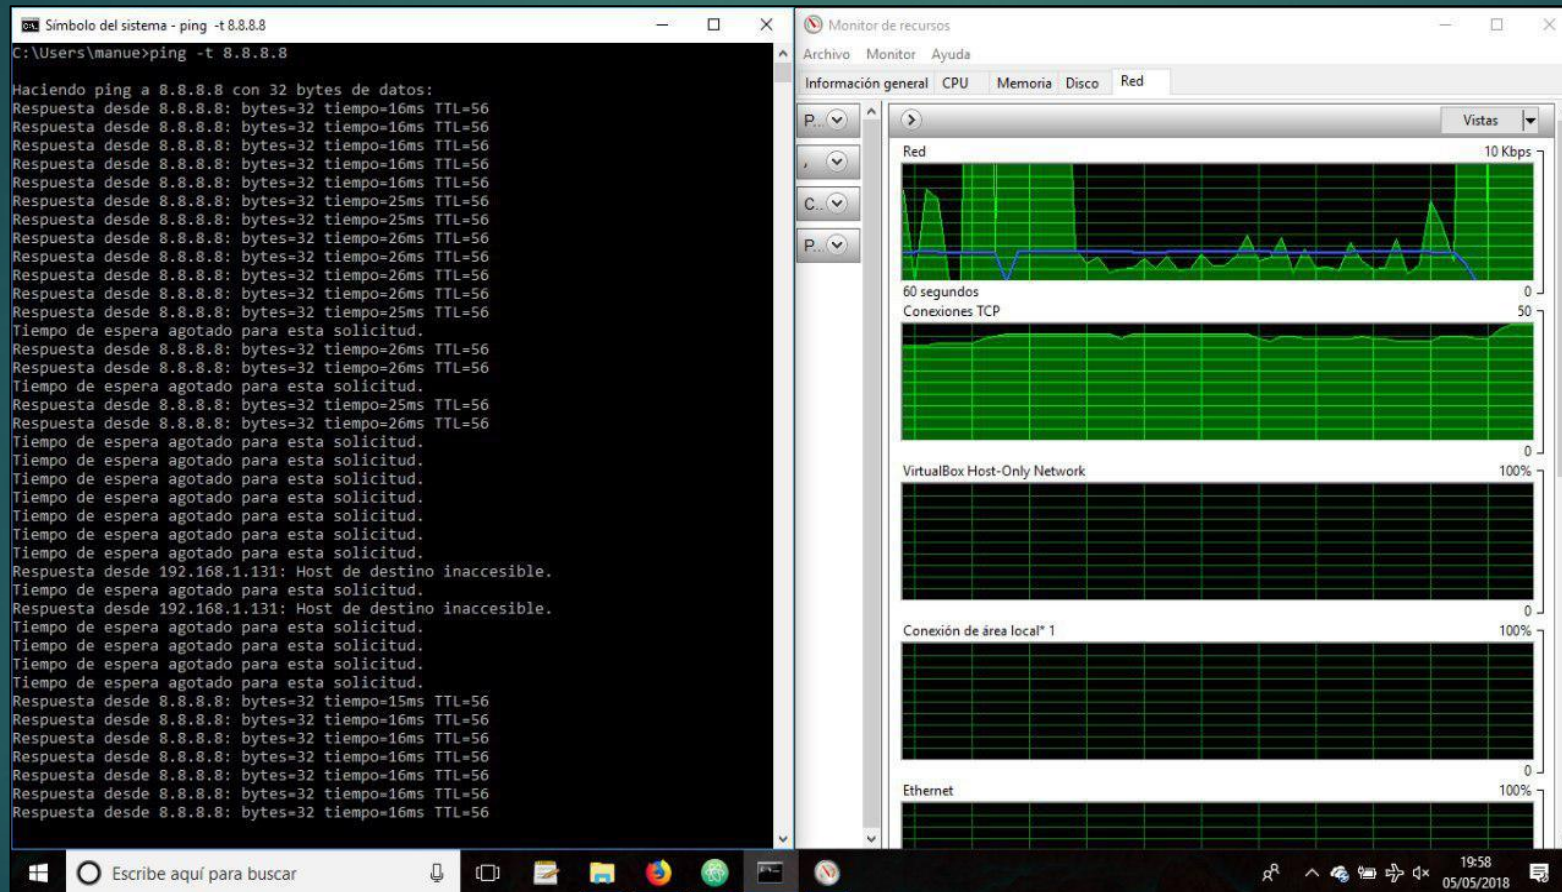 Símbolo del sistema - ping -t 8.8.8.8
C:\Users\manue>ping -t 8.8.8.8
Haciendo ping a 8.8.8.8 con 32 bytes de datos:
Respuesta desde 8.8.8.8: bytes=32 tiempo=16ms TTL=56
Respuesta desde 8.8.8.8: bytes=32 tiempo=16ms TTL=56
Respuesta desde 8.8.8.8: bytes=32 tiempo=16ms TTL=56
Respuesta desde 8.8.8.8: bytes=32 tiempo=16ms TTL=56
Respuesta desde 8.8.8.8: bytes=32 tiempo=16ms TTL=56
Respuesta desde 8.8.8.8: bytes=32 tiempo=25ms TTL=56
Respuesta desde 8.8.8.8: bytes=32 tiempo=25ms TTL=56
Respuesta desde 8.8.8.8: bytes=32 tiempo=26ms TTL=56
Respuesta desde 8.8.8.8: bytes=32 tiempo=26ms TTL=56
Respuesta desde 8.8.8.8: bytes=32 tiempo=26ms TTL=56
Respuesta desde 8.8.8.8: bytes=32 tiempo=26ms TTL=56
Respuesta desde 8.8.8.8: bytes=32 tiempo=25ms TTL=56
Tiempo de espera agotado para esta solicitud.
Respuesta desde 8.8.8.8: bytes=32 tiempo=26ms TTL=56
Respuesta desde 8.8.8.8: bytes=32 tiempo=26ms TTL=56
Tiempo de espera agotado para esta solicitud.
Respuesta desde 8.8.8.8: bytes=32 tiempo=25ms TTL=56
Respuesta desde 8.8.8.8: bytes=32 tiempo=26ms TTL=56
Tiempo de espera agotado para esta solicitud.
Tiempo de espera agotado para esta solicitud.
Tiempo de espera agotado para esta solicitud.
Tiempo de espera agotado para esta solicitud.
Tiempo de espera agotado para esta solicitud.
Tiempo de espera agotado para esta solicitud.
Tiempo de espera agotado para esta solicitud.
Respuesta desde 192.168.1.131: Host de destino inaccesible.
Tiempo de espera agotado para esta solicitud.
Respuesta desde 192.168.1.131: Host de destino inaccesible.
Tiempo de espera agotado para esta solicitud.
Tiempo de espera agotado para esta solicitud.
Tiempo de espera agotado para esta solicitud.
Tiempo de espera agotado para esta solicitud.
Respuesta desde 8.8.8.8: bytes=32 tiempo=15ms TTL=56
Respuesta desde 8.8.8.8: bytes=32 tiempo=16ms TTL=56
Respuesta desde 8.8.8.8: bytes=32 tiempo=16ms TTL=56
Respuesta desde 8.8.8.8: bytes=32 tiempo=16ms TTL=56
Respuesta desde 8.8.8.8: bytes=32 tiempo=16ms TTL=56
Respuesta desde 8.8.8.8: bytes=32 tiempo=16ms TTL=56
Respuesta desde 8.8.8.8: bytes=32 tiempo=16ms TTL=56
Monitor de recursos
Archivo Monitor Ayuda
Información general CPU Memoria Disco Red
P...
,
C...
P...
Vistas
Red 10 Kbps
60 segundos 0
Conexiones TCP 50
0
VirtualBox Host-Only Network 100%
0
Conexión de área local* 1 100%
0
Ethernet 100%
Escribe aquí para buscar
19:58
05/05/2018